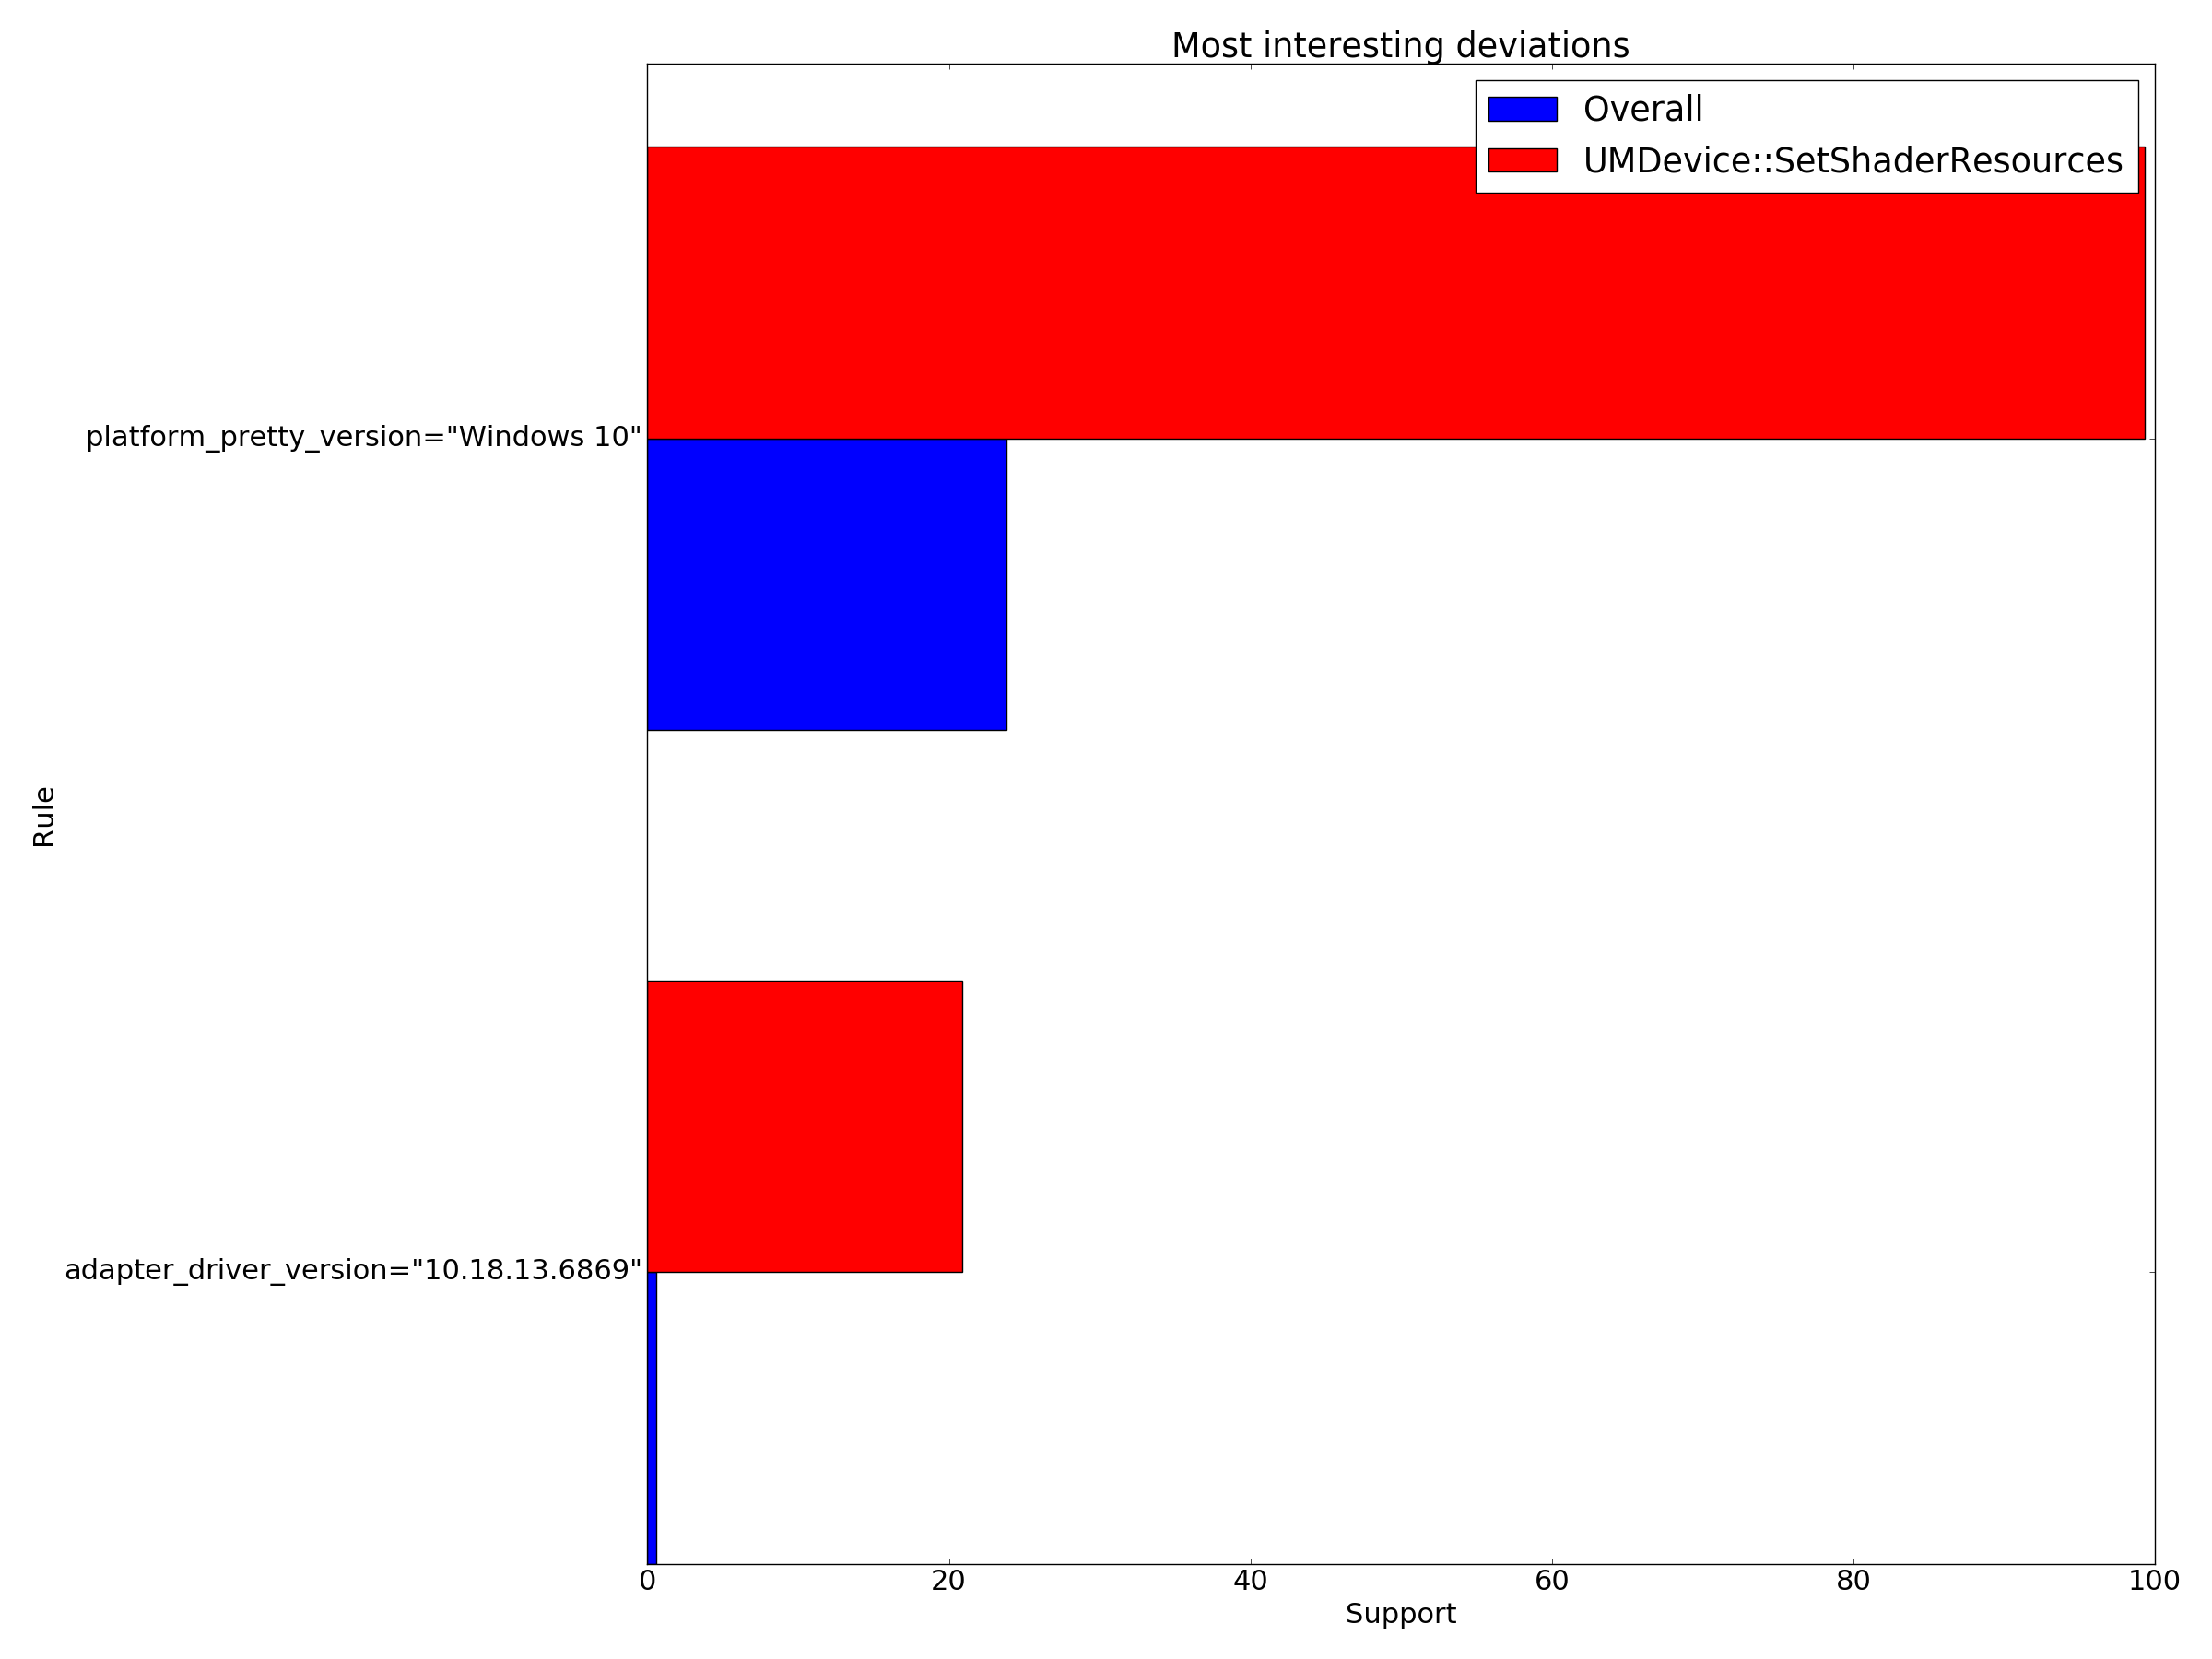 Most interesting deviations
Overall
UMDevice::SetShaderResources
platform_pretty_version="Windows 10"
Rule
adapter_driver_version="10.18.13.6869"
0 20 40 60 80 100
Support